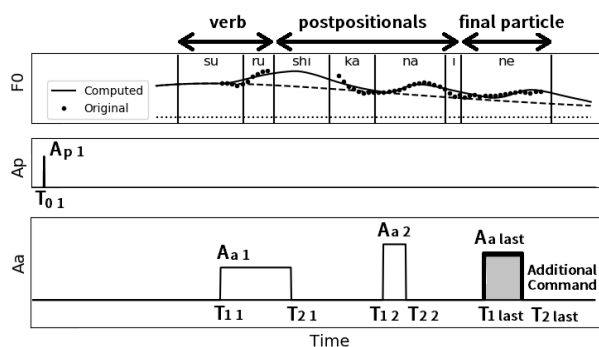 verb postpositionals final particle
su ru shi ka na i ne
F0
Computed
Original
Ap
Ap 1
T0 1
Aa
Aa 1
Aa 2
Aa last
Additional
Command
T1 1 T2 1 T1 2 T2 2 T1 last T2 last
Time